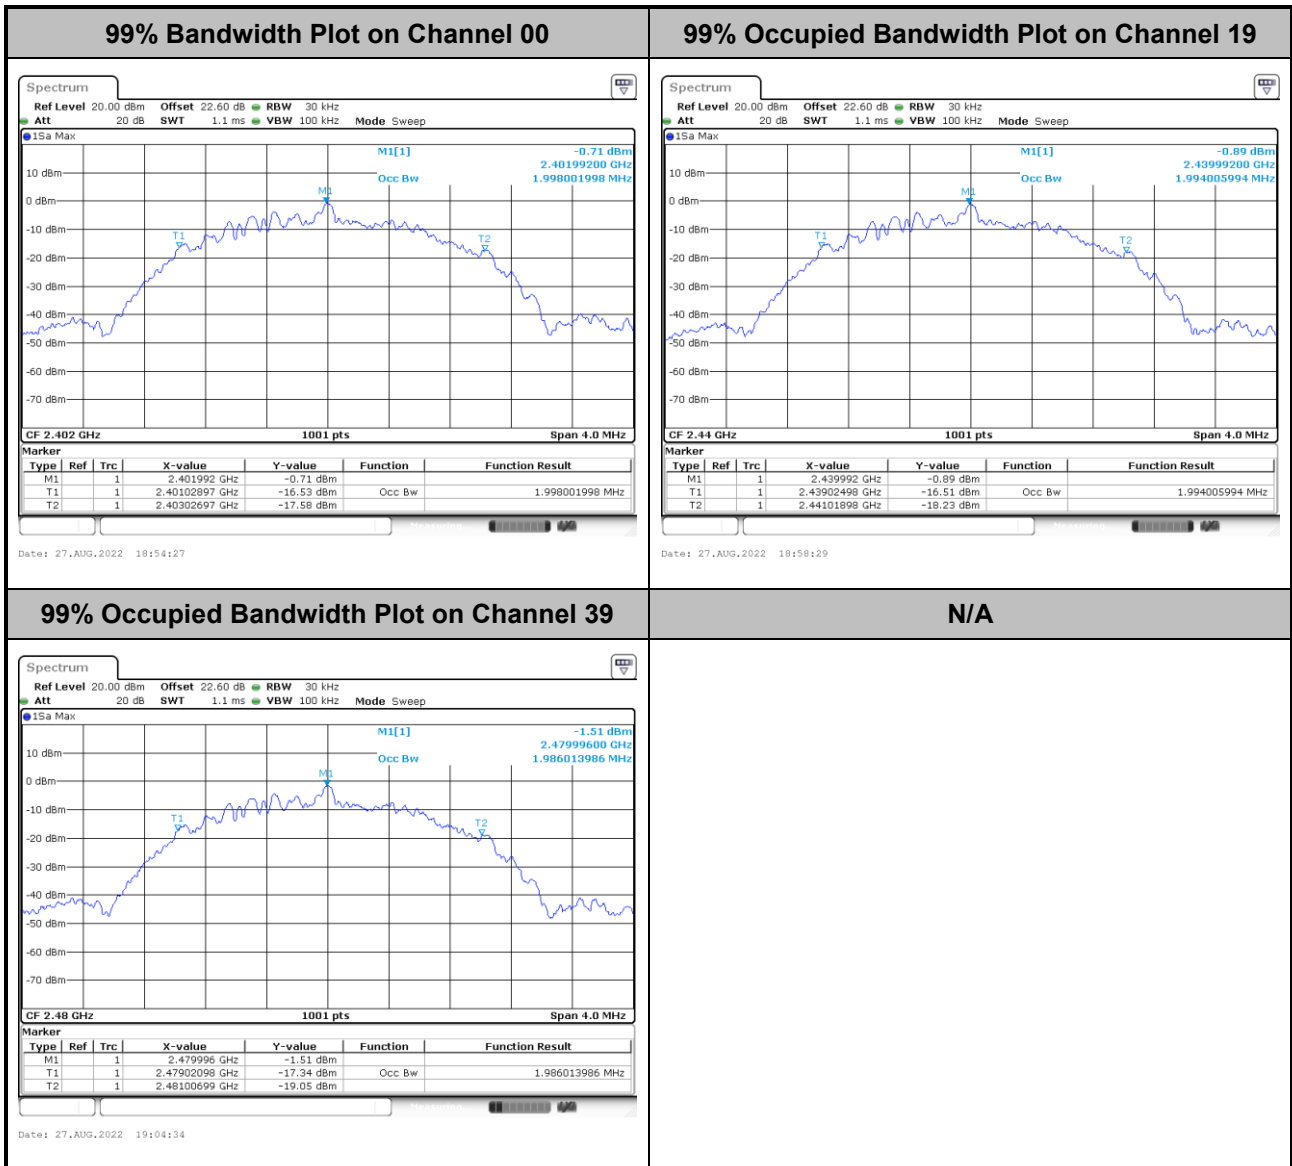 99% Bandwidth Plot on Channel 00
99% Occupied Bandwidth Plot on Channel 19
Spectrum
Ref Level 20.00 dBm Offset 22.60 dB RBW 30 kHz
Att 20 dB SWT 1.1 ms VBW 100 kHz Mode Sweep
1Sa Max
M1[1] -0.71 dBm
2.40199200 GHz
Occ Bw 1.998001998 MHz
10 dBm
M1
0 dBm
-10 dBm
T1
T2
-20 dBm
-30 dBm
-40 dBm
-50 dBm
-60 dBm
-70 dBm
CF 2.402 GHz 1001 pts Span 4.0 MHz
Marker
Type Ref Trc X-value Y-value Function Function Result
M1 1 2.401992 GHz -0.71 dBm
T1 1 2.40102897 GHz -16.53 dBm Occ Bw 1.998001998 MHz
T2 1 2.40302697 GHz -17.58 dBm
Measuring...
Date: 27.AUG.2022 18:54:27
Spectrum
Ref Level 20.00 dBm Offset 22.60 dB RBW 30 kHz
Att 20 dB SWT 1.1 ms VBW 100 kHz Mode Sweep
1Sa Max
M1[1] -0.89 dBm
2.43999200 GHz
Occ Bw 1.994005994 MHz
10 dBm
M1
0 dBm
-10 dBm
T1
T2
-20 dBm
-30 dBm
-40 dBm
-50 dBm
-60 dBm
-70 dBm
CF 2.44 GHz 1001 pts Span 4.0 MHz
Marker
Type Ref Trc X-value Y-value Function Function Result
M1 1 2.439992 GHz -0.89 dBm
T1 1 2.43902498 GHz -16.51 dBm Occ Bw 1.994005994 MHz
T2 1 2.44101898 GHz -18.23 dBm
Measuring...
Date: 27.AUG.2022 18:58:29
99% Occupied Bandwidth Plot on Channel 39
N/A
Spectrum
Ref Level 20.00 dBm Offset 22.60 dB RBW 30 kHz
Att 20 dB SWT 1.1 ms VBW 100 kHz Mode Sweep
1Sa Max
M1[1] -1.51 dBm
2.47999600 GHz
Occ Bw 1.986013986 MHz
10 dBm
M1
0 dBm
-10 dBm
T1
T2
-20 dBm
-30 dBm
-40 dBm
-50 dBm
-60 dBm
-70 dBm
CF 2.48 GHz 1001 pts Span 4.0 MHz
Marker
Type Ref Trc X-value Y-value Function Function Result
M1 1 2.479996 GHz -1.51 dBm
T1 1 2.47902098 GHz -17.34 dBm Occ Bw 1.986013986 MHz
T2 1 2.48100699 GHz -19.05 dBm
Measuring...
Date: 27.AUG.2022 19:04:34